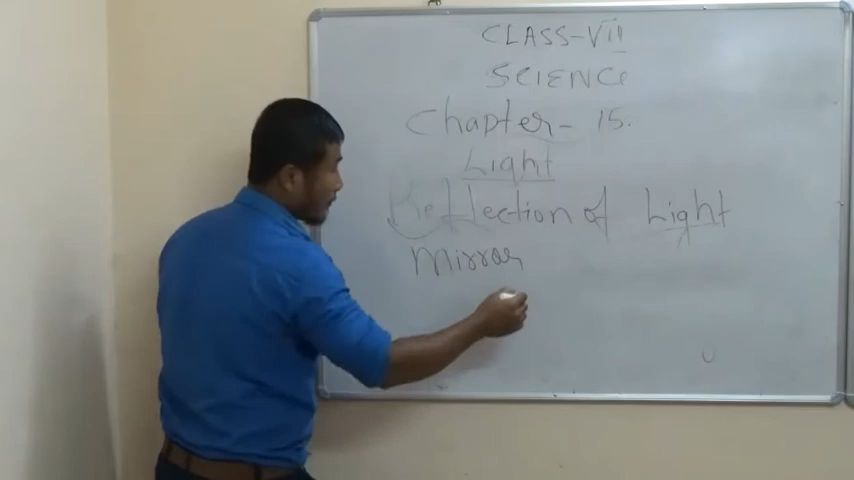 CLASS-VII
SCIENCE
Chapter- 15.
Light
Reflection of Light
Mirror